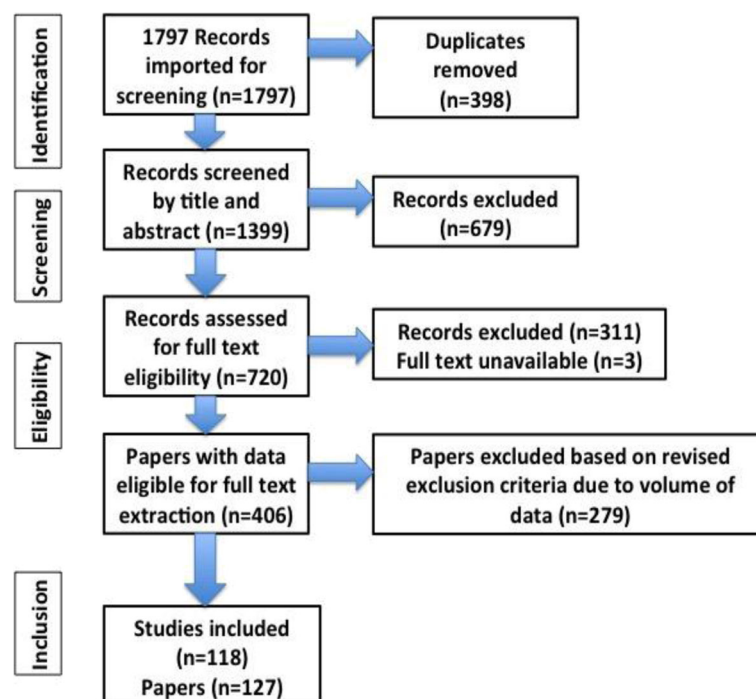 Identification
1797 Records
imported for
screening (n=1797)
Duplicates
removed
(n=398)
Screening
Records screened
by title and
abstract (n=1399)
Records excluded
(n=679)
Eligibility
Records assessed
for full text
eligibility (n=720)
Records excluded (n=311)
Full text unavailable (n=3)
Papers with data
eligible for full text
extraction (n=406)
Papers excluded based on revised
exclusion criteria due to volume of
data (n=279)
Inclusion
Studies included
(n=118)
Papers (n=127)